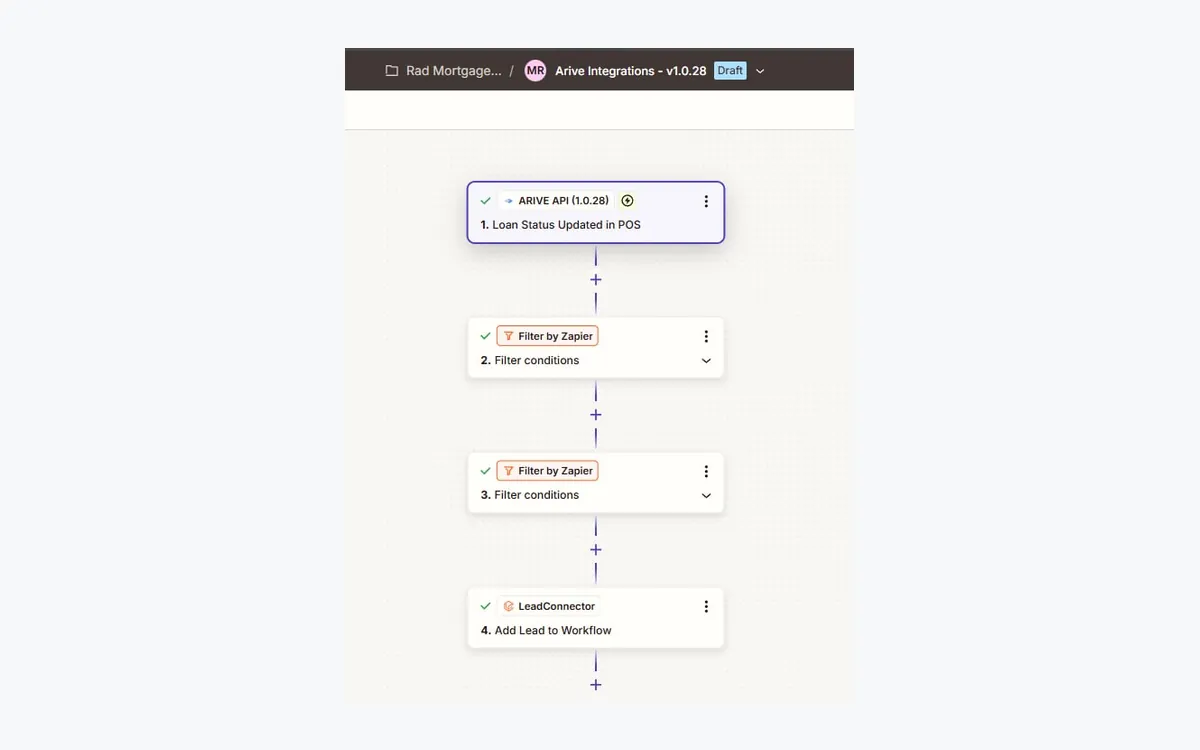 Rad Mortgage... / MR Arive Integrations - v1.0.28 Draft
ARIVE API (1.0.28)
1. Loan Status Updated in POS
Filter by Zapier
2. Filter conditions
Filter by Zapier
3. Filter conditions
LeadConnector
4. Add Lead to Workflow